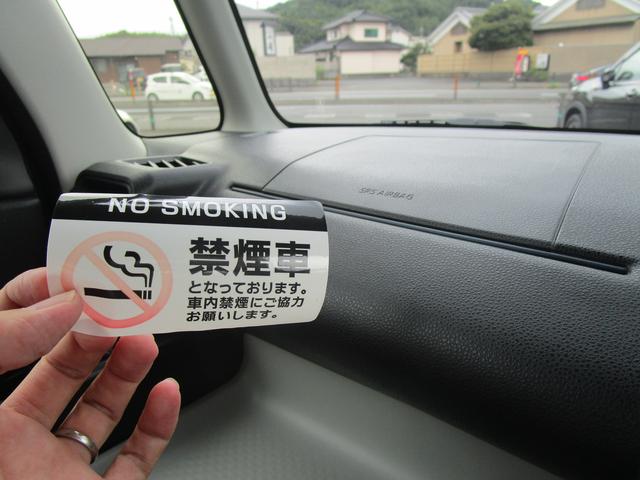 NO SMOKING
禁煙車
となっております。
車内禁煙にご協力
お願いします。
SRS AIRBAG